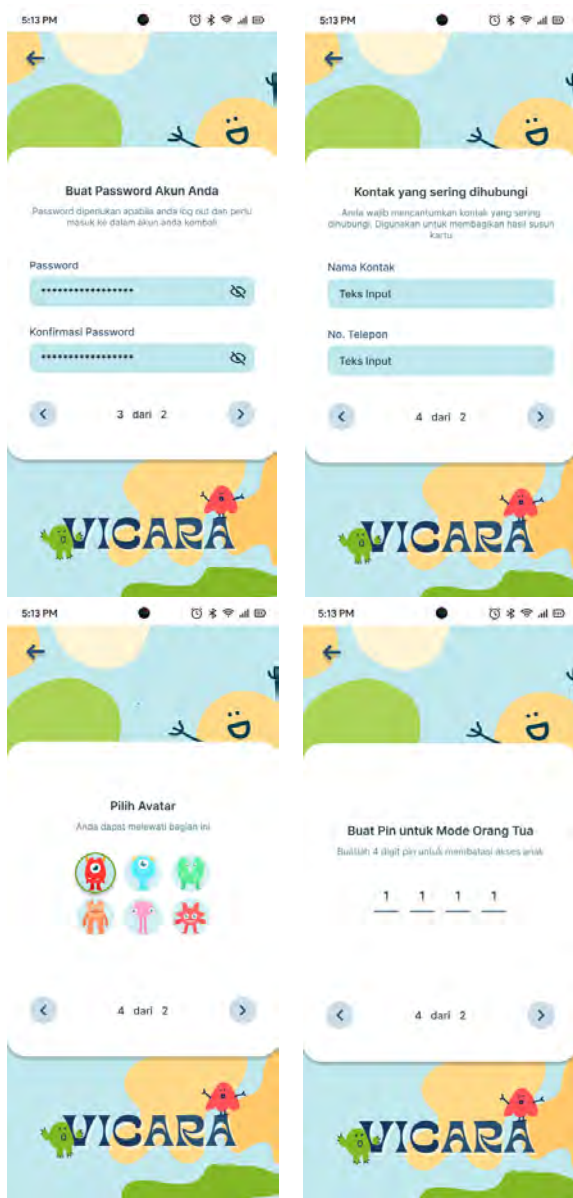 5:13 PM
Buat Password Akun Anda
Password diperlukan apabila anda log out dan perlu
masuk ke dalam akun anda kembali
Password
Konfirmasi Password
3 dari 2
VICARA
5:13 PM
Kontak yang sering dihubungi
Anda wajib mencantumkan kontak yang sering
dihubungi. Digunakan untuk membagikan hasil susun
kartu
Nama Kontak
Teks Input
No. Telepon
Teks Input
4 dari 2
VICARA
5:13 PM
Pilih Avatar
Anda dapat melewati bagian ini
4 dari 2
VICARA
5:13 PM
Buat Pin untuk Mode Orang Tua
Buatlah 4 digit pin untuk membatasi akses anak
1 1 1 1
4 dari 2
VICARA